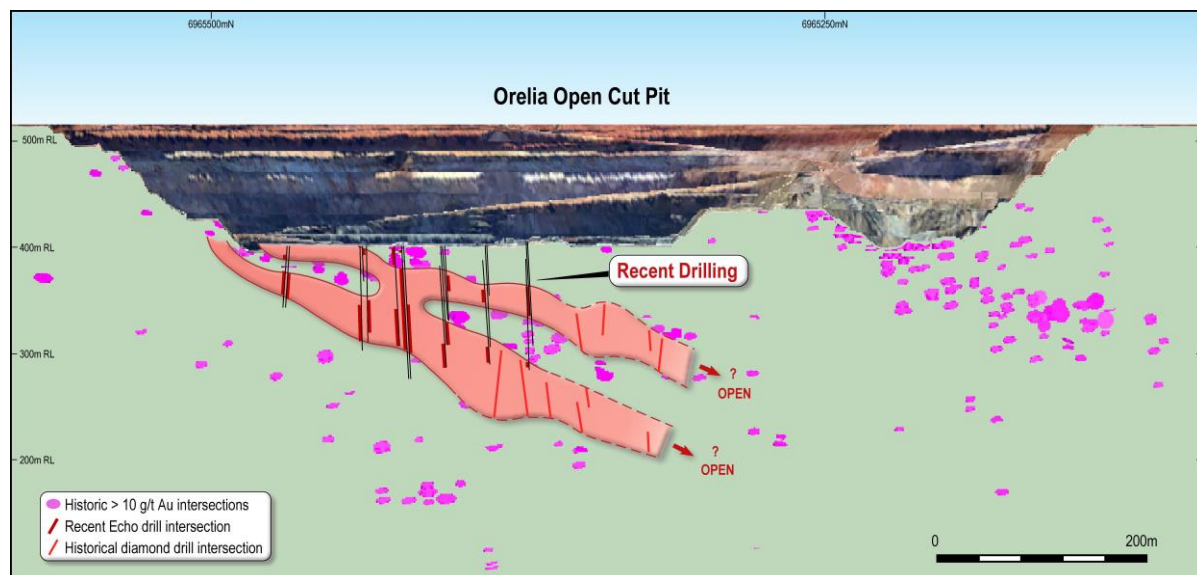 6965500mN
6965250mN
Orelia Open Cut Pit
500m RL
400m RL
Recent Drilling
300m RL
?
OPEN
200m RL
?
OPEN
Historic > 10 g/t Au intersections
Recent Echo drill intersection
Historical diamond drill intersection
0
200m